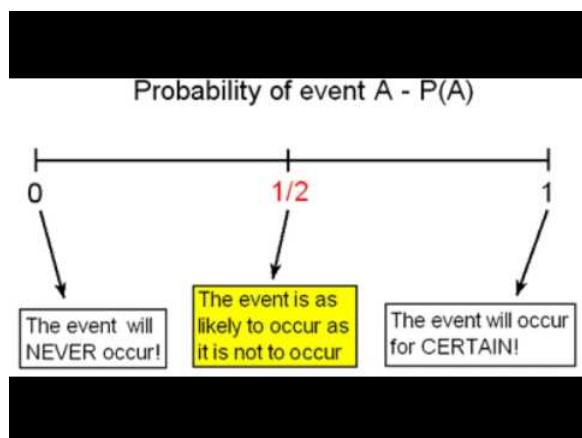 Probability of event A - P(A)
0
1/2
1
The event will
NEVER occur!
The event is as
likely to occur as
it is not to occur
The event will occur
for CERTAIN!